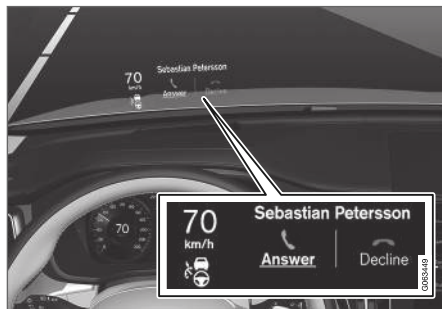 70
km/h
Sebastian Petersson
Answer
Decline
70
70
km/h
Sebastian Petersson
Answer
Decline
G063449